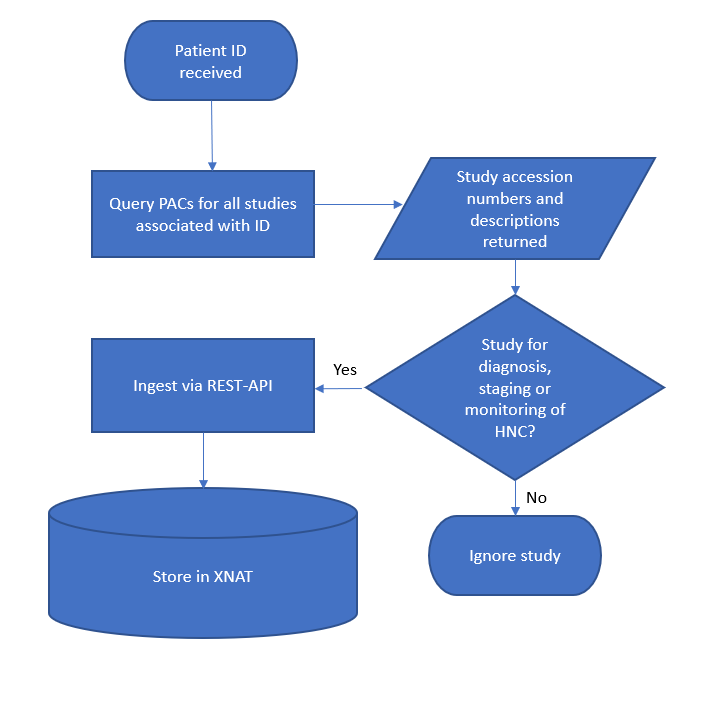 Patient ID
received
Query PACs for all studies
associated with ID
Study accession
numbers and
descriptions
returned
Study for
diagnosis,
staging or
monitoring of
HNC?
Yes
Ingest via REST-API
No
Store in XNAT
Ignore study